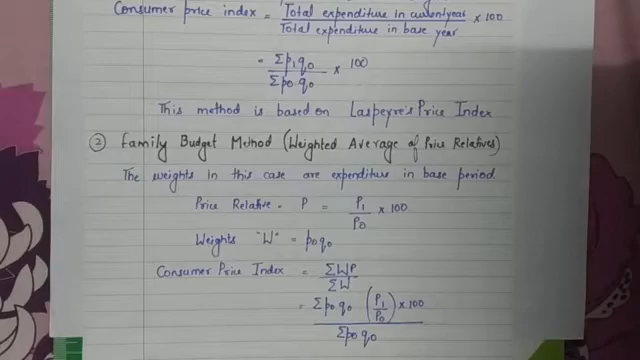 Consumer price index = Total expenditure in current year / Total expenditure in base year × 100
= Σp₁q₀ / Σp₀q₀ × 100
This method is based on Laspeyre's Price Index
② Family Budget Method (Weighted Average of Price Relatives)
The weights in this case are expenditure in base period
Price Relative = P = P₁/P₀ × 100
Weights "W" = p₀q₀
Consumer Price Index = ΣWP / ΣW
= Σp₀q₀ (P₁/P₀) × 100 / Σp₀q₀